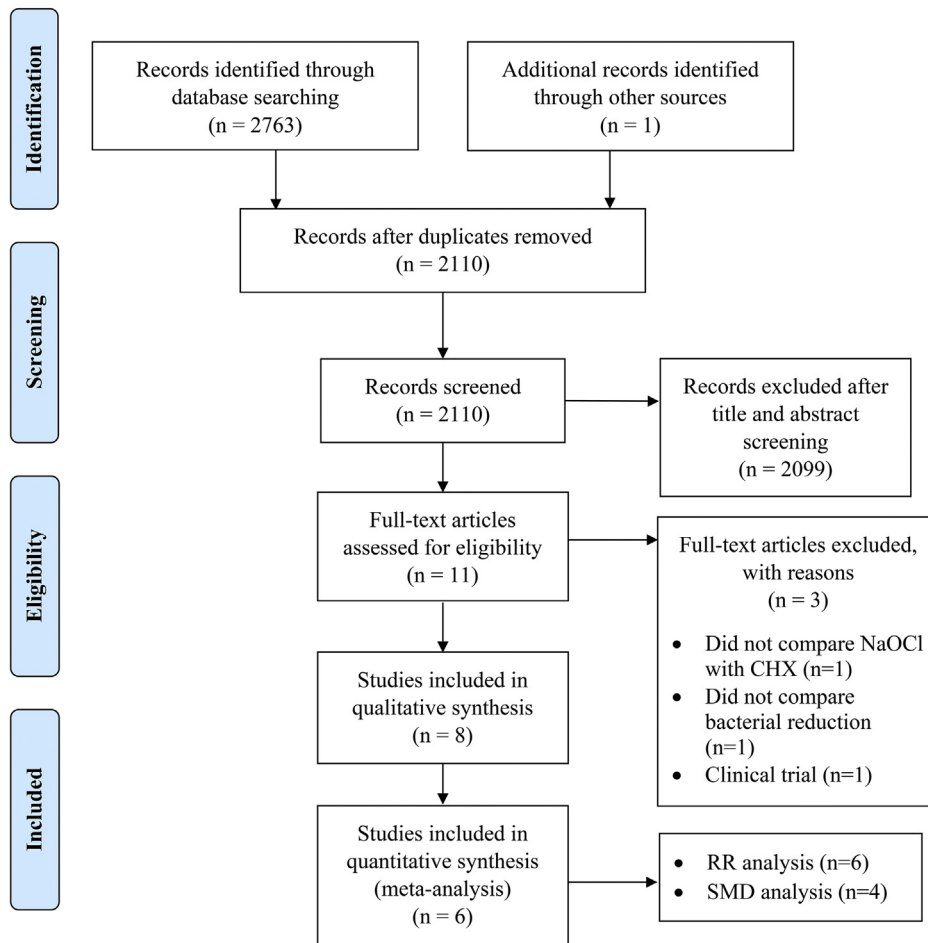 Identification
Records identified through
database searching
(n = 2763)
Additional records identified
through other sources
(n = 1)
Records after duplicates removed
(n = 2110)
Screening
Records screened
(n = 2110)
Records excluded after
title and abstract
screening
(n = 2099)
Eligibility
Full-text articles
assessed for eligibility
(n = 11)
Full-text articles excluded,
with reasons
(n = 3)
• Did not compare NaOCl
with CHX (n=1)
• Did not compare
bacterial reduction
(n=1)
• Clinical trial (n=1)
Studies included in
qualitative synthesis
(n = 8)
Included
Studies included in
quantitative synthesis
(meta-analysis)
(n = 6)
• RR analysis (n=6)
• SMD analysis (n=4)